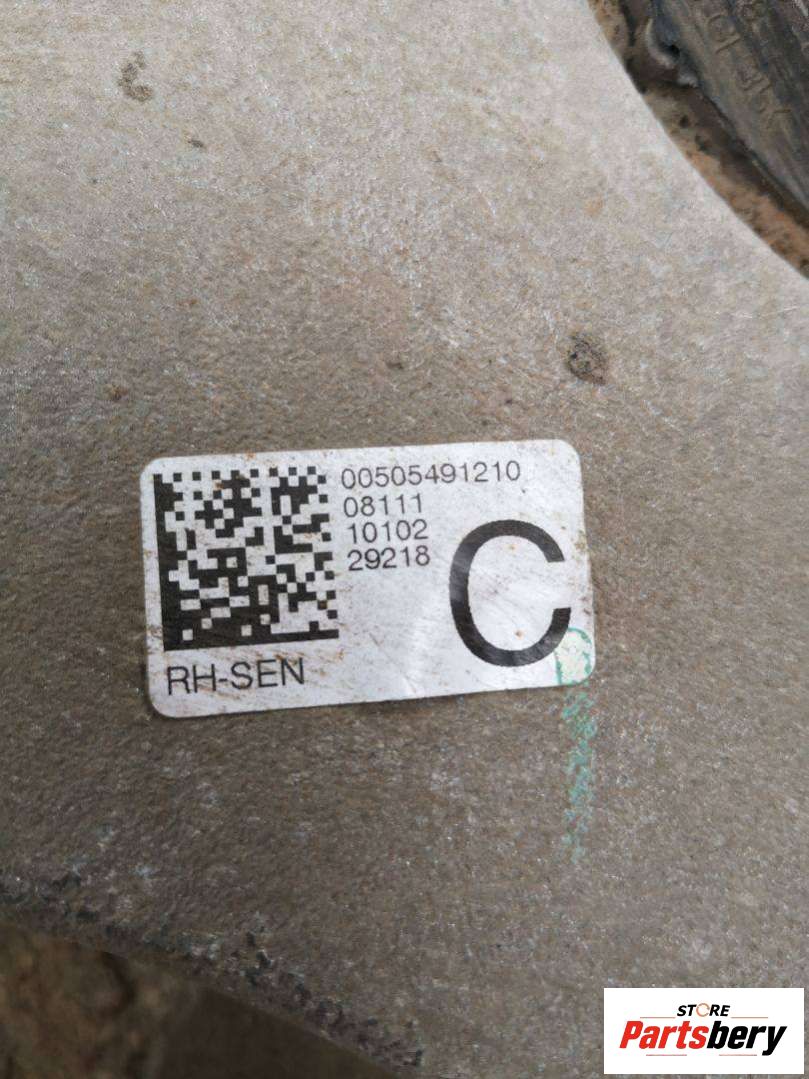 00505491210
08111
10102
29218
C
RH-SEN
STORE
Partsbery